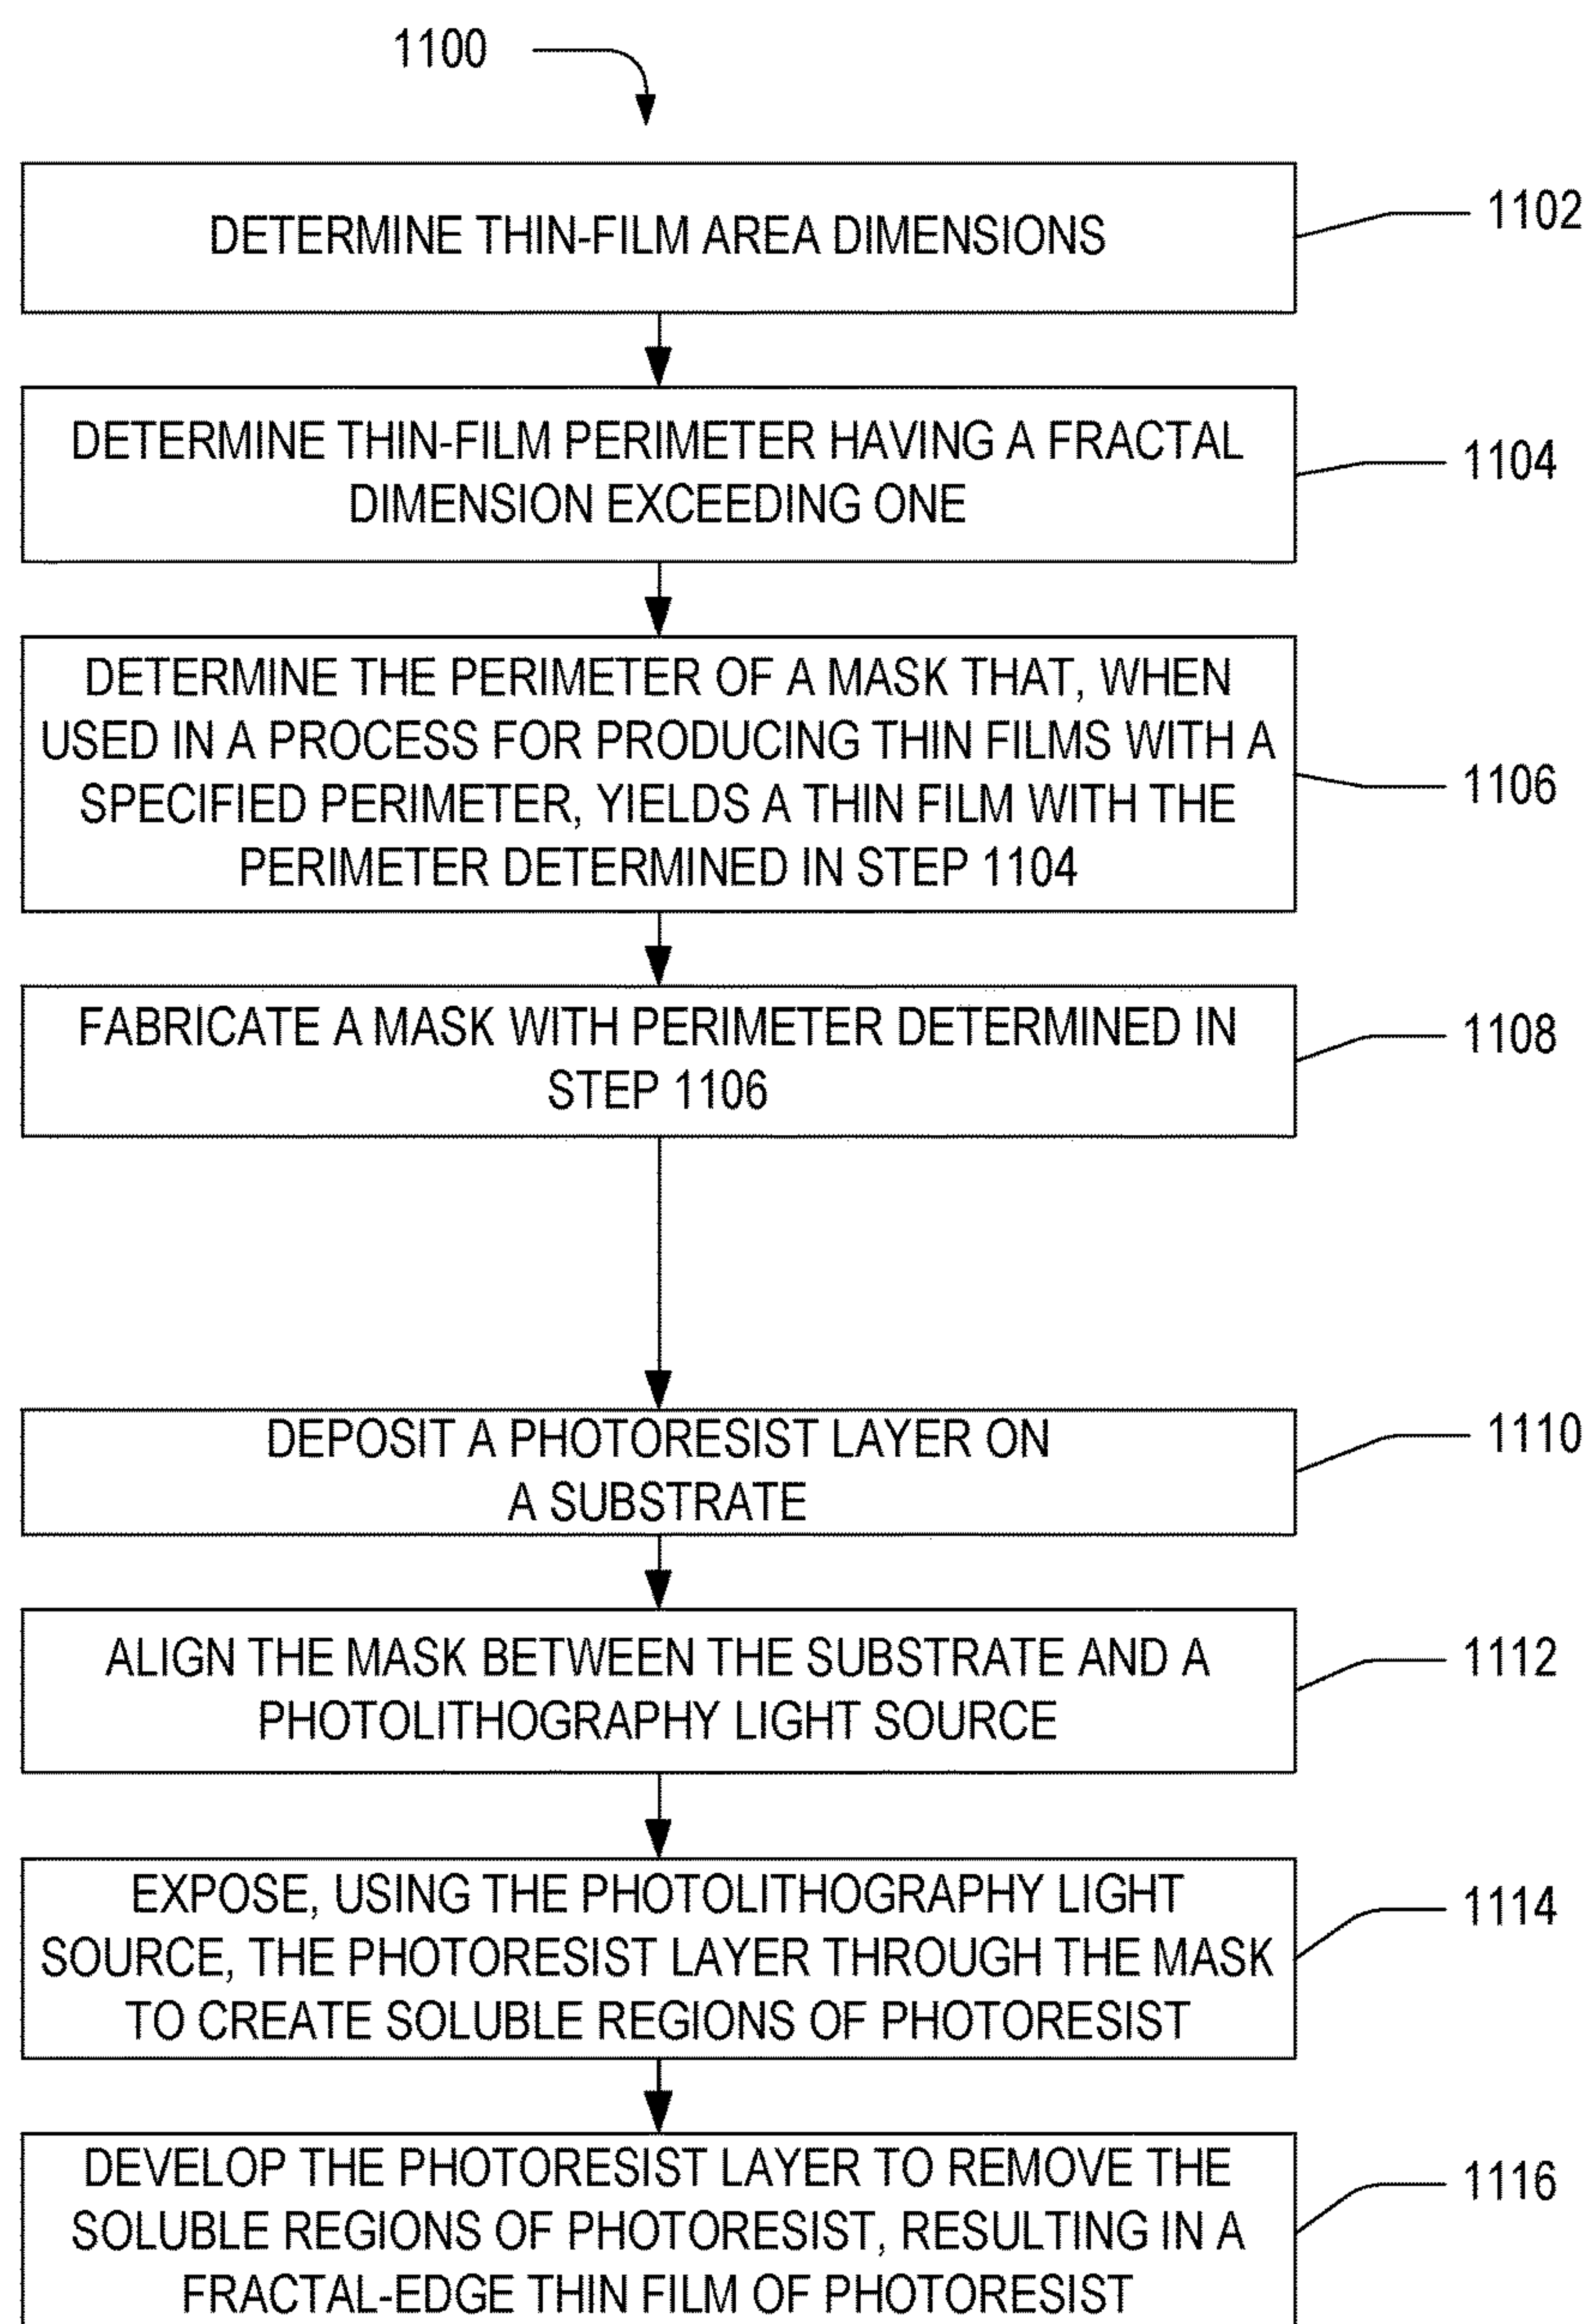 1100
DETERMINE THIN-FILM AREA DIMENSIONS
1102
DETERMINE THIN-FILM PERIMETER HAVING A FRACTAL
DIMENSION EXCEEDING ONE
1104
DETERMINE THE PERIMETER OF A MASK THAT, WHEN
USED IN A PROCESS FOR PRODUCING THIN FILMS WITH A
SPECIFIED PERIMETER, YIELDS A THIN FILM WITH THE
PERIMETER DETERMINED IN STEP 1104
1106
FABRICATE A MASK WITH PERIMETER DETERMINED IN
STEP 1106
1108
DEPOSIT A PHOTORESIST LAYER ON
A SUBSTRATE
1110
ALIGN THE MASK BETWEEN THE SUBSTRATE AND A
PHOTOLITHOGRAPHY LIGHT SOURCE
1112
EXPOSE, USING THE PHOTOLITHOGRAPHY LIGHT
SOURCE, THE PHOTORESIST LAYER THROUGH THE MASK
TO CREATE SOLUBLE REGIONS OF PHOTORESIST
1114
DEVELOP THE PHOTORESIST LAYER TO REMOVE THE
SOLUBLE REGIONS OF PHOTORESIST, RESULTING IN A
FRACTAL-EDGE THIN FILM OF PHOTORESIST
1116